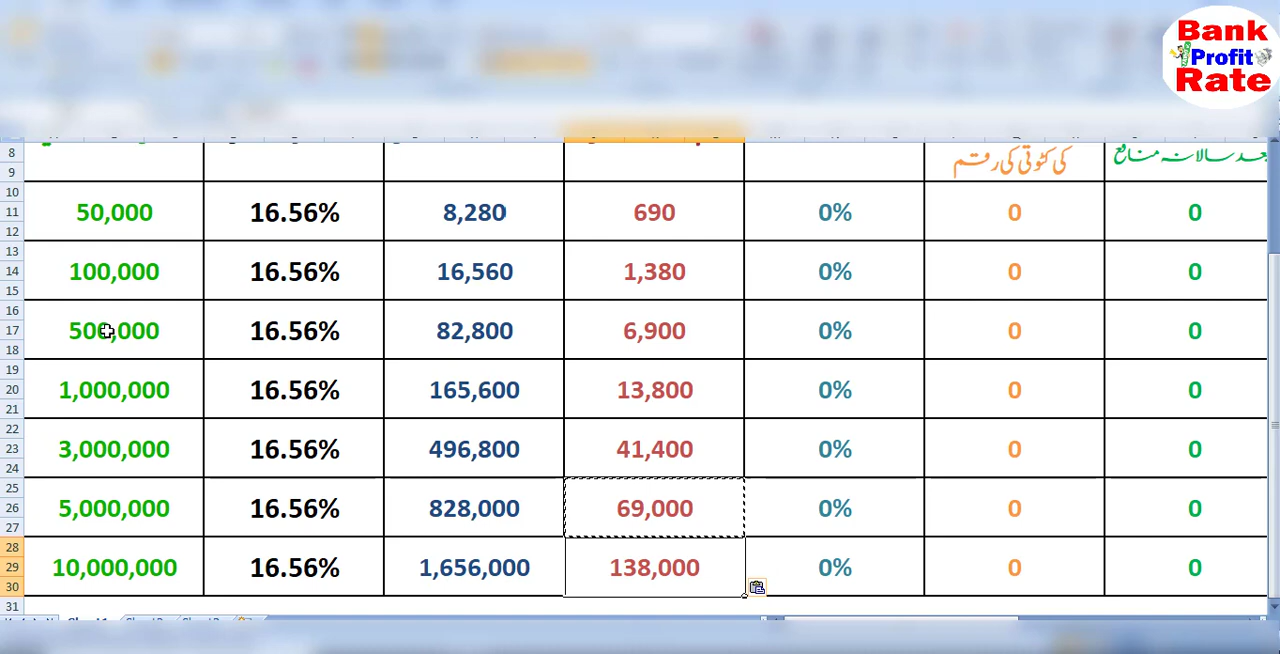 Bank
Profit
Rate
8
9 کی کٹوتی کی رقم بعد سالانہ منافع
10
11 50,000 16.56% 8,280 690 0% 0 0
12
13
14 100,000 16.56% 16,560 1,380 0% 0 0
15
16
17 500,000 16.56% 82,800 6,900 0% 0 0
18
19
20 1,000,000 16.56% 165,600 13,800 0% 0 0
21
22
23 3,000,000 16.56% 496,800 41,400 0% 0 0
24
25
26 5,000,000 16.56% 828,000 69,000 0% 0 0
27
28
29 10,000,000 16.56% 1,656,000 138,000 0% 0 0
30
31